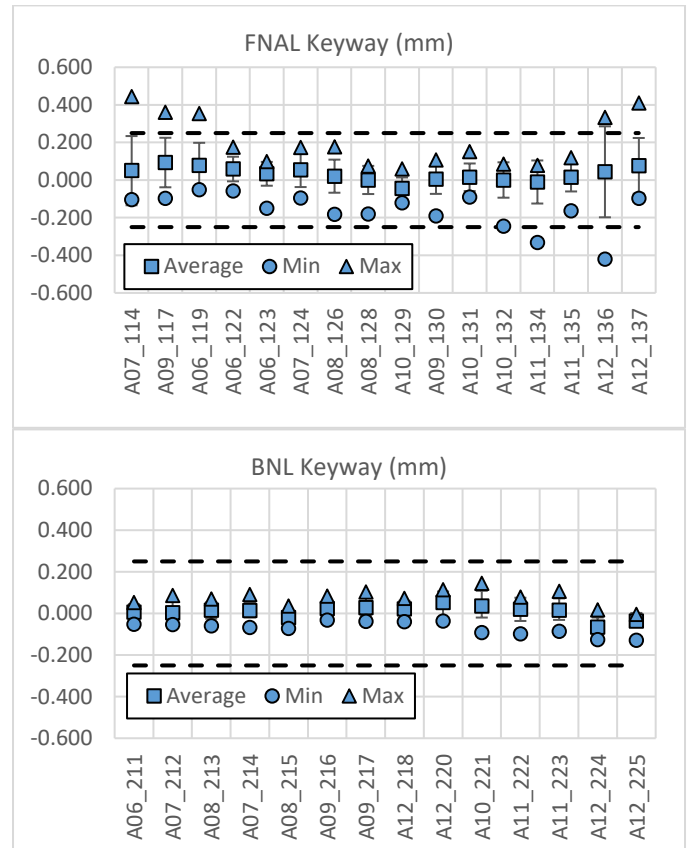 FNAL Keyway (mm)
0.600
0.400
0.200
0.000
-0.200
-0.400
-0.600
Average Min Max
A07_114
A09_117
A06_119
A06_122
A06_123
A07_124
A08_126
A08_128
A10_129
A09_130
A10_131
A10_132
A11_134
A11_135
A12_136
A12_137
BNL Keyway (mm)
0.600
0.400
0.200
0.000
-0.200
-0.400
-0.600
Average Min Max
A06_211
A07_212
A08_213
A07_214
A08_215
A09_216
A09_217
A12_218
A12_220
A10_221
A11_222
A11_223
A12_224
A12_225